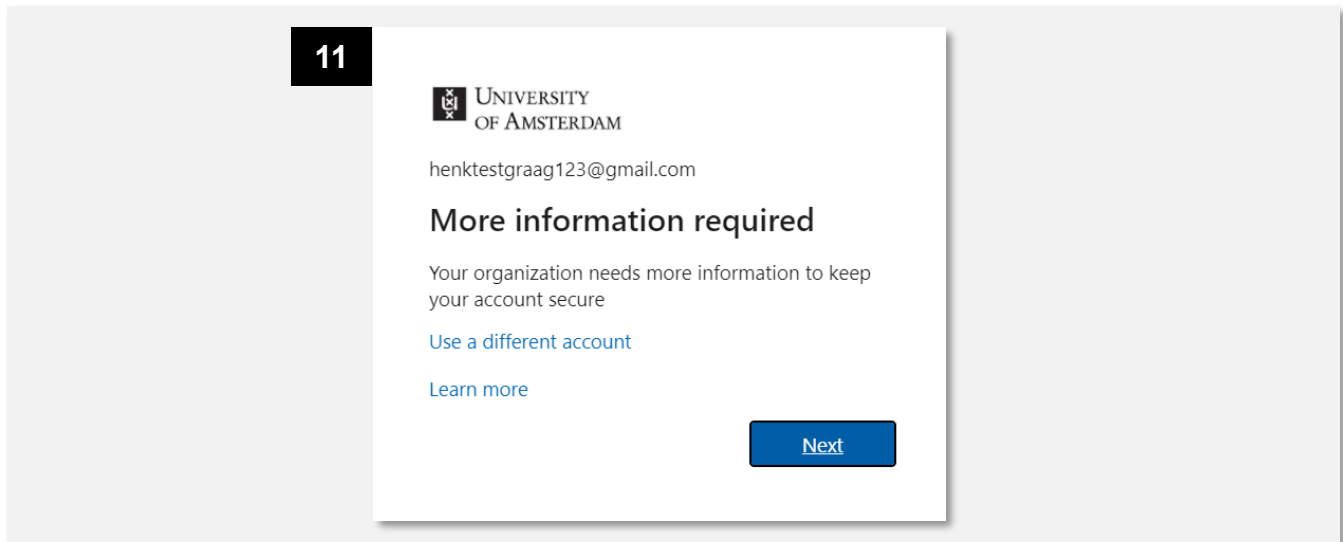 11
UNIVERSITY
OF AMSTERDAM
henktestgraag123@gmail.com
More information required
Your organization needs more information to keep
your account secure
Use a different account
Learn more
Next